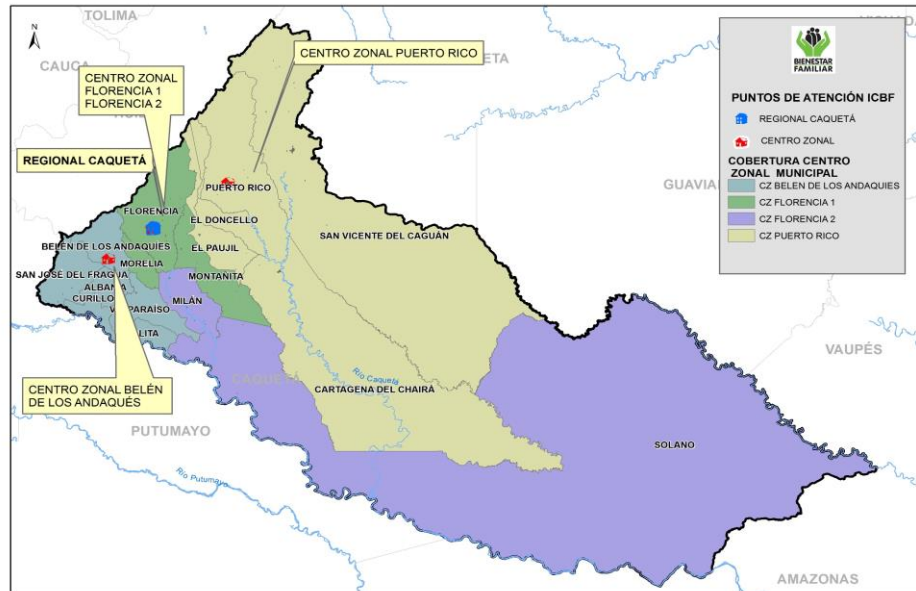 TOLIMA
N
CAUCA
CENTRO ZONAL PUERTO RICO
CENTRO ZONAL
FLORENCIA 1
FLORENCIA 2
REGIONAL CAQUETÁ
BIENESTAR
FAMILIAR
PUNTOS DE ATENCIÓN ICBF
REGIONAL CAQUETÁ
CENTRO ZONAL
COBERTURA CENTRO
ZONAL MUNICIPAL
CZ BELEN DE LOS ANDAQUIES
CZ FLORENCIA 1
CZ FLORENCIA 2
CZ PUERTO RICO
PUERTO RICO
FLORENCIA
EL DONCELLO
SAN VICENTE DEL CAGUÁN
BELÉN DE LOS ANDAQUIES
EL PAUJIL
MORELIA
SAN JOSÉ DEL FRAGUA
MONTAÑITA
CURILLO
MILÁN
LITA
CAQUETÁ
Río Caquetá
CARTAGENA DEL CHAIRÁ
VAUPÉS
CENTRO ZONAL BELÉN
DE LOS ANDAQUÉS
PUTUMAYO
SOLANO
Río Putumayo
AMAZONAS